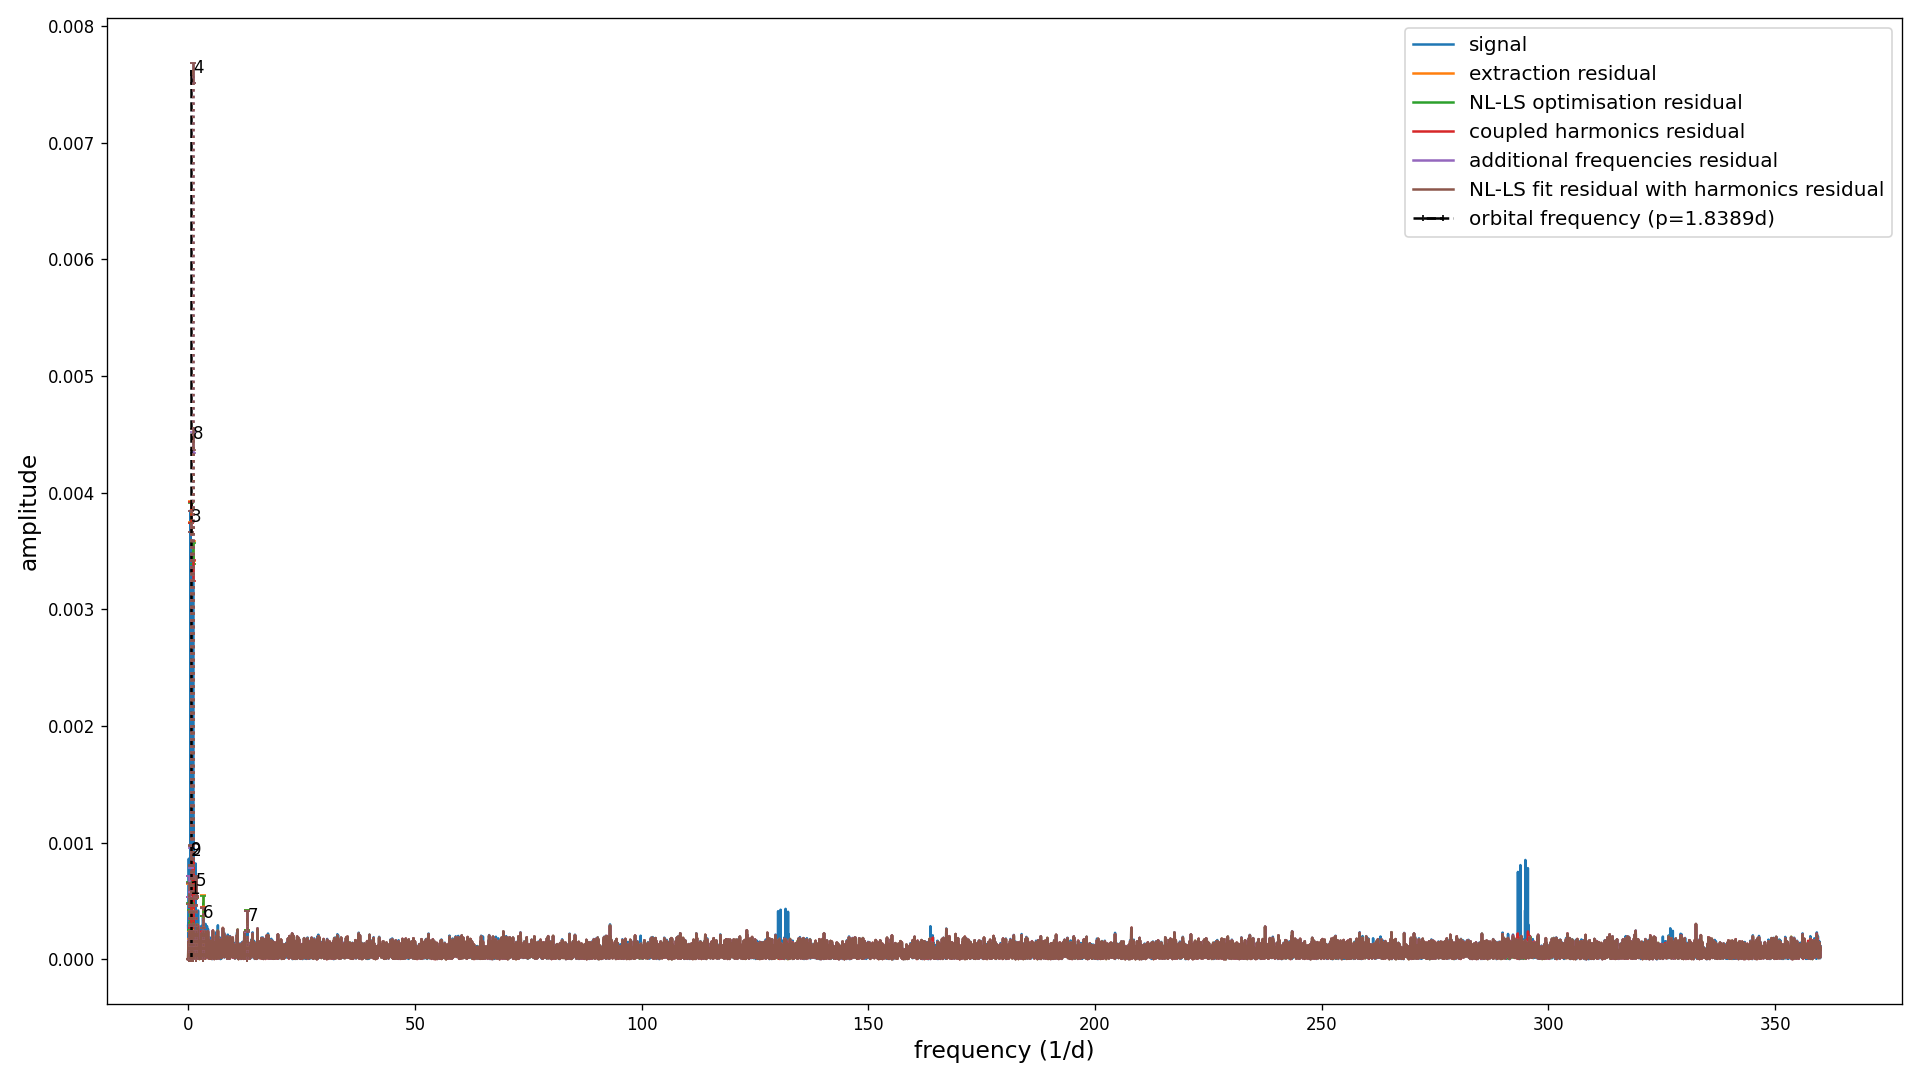 0.008
0.007
0.006
0.005
0.004
0.003
0.002
0.001
0.000
amplitude
0
50
100
150
200
250
300
350
frequency (1/d)
signal
extraction residual
NL-LS optimisation residual
coupled harmonics residual
additional frequencies residual
NL-LS fit residual with harmonics residual
orbital frequency (p=1.8389d)
4
8
3
9
2
5
1
6
7